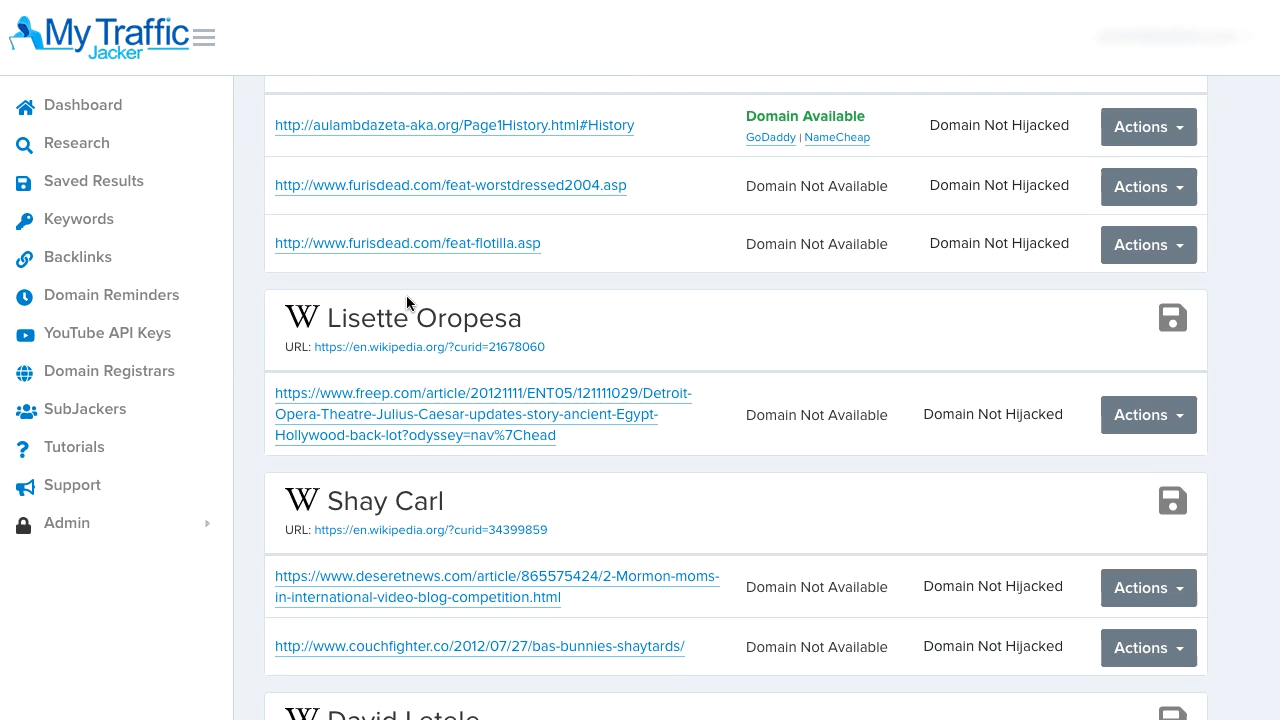 My Traffic
Jacker
Dashboard
Research
Saved Results
Keywords
Backlinks
Domain Reminders
YouTube API Keys
Domain Registrars
SubJackers
Tutorials
Support
Admin
http://aulambdazeta-aka.org/Page1History.html#History
Domain Available
GoDaddy | NameCheap
Domain Not Hijacked
Actions
http://www.furisdead.com/feat-worstdressed2004.asp
Domain Not Available
Domain Not Hijacked
Actions
http://www.furisdead.com/feat-flotilla.asp
Domain Not Available
Domain Not Hijacked
Actions
W Lisette Oropesa
URL: https://en.wikipedia.org/?curid=21678060
https://www.freep.com/article/20121111/ENT05/121111029/Detroit-
Opera-Theatre-Julius-Caesar-updates-story-ancient-Egypt-
Hollywood-back-lot?odyssey=nav%7Chead
Domain Not Available
Domain Not Hijacked
Actions
W Shay Carl
URL: https://en.wikipedia.org/?curid=34399859
https://www.deseretnews.com/article/865575424/2-Mormon-moms-
in-international-video-blog-competition.html
Domain Not Available
Domain Not Hijacked
Actions
http://www.couchfighter.co/2012/07/27/bas-bunnies-shaytards/
Domain Not Available
Domain Not Hijacked
Actions
W David